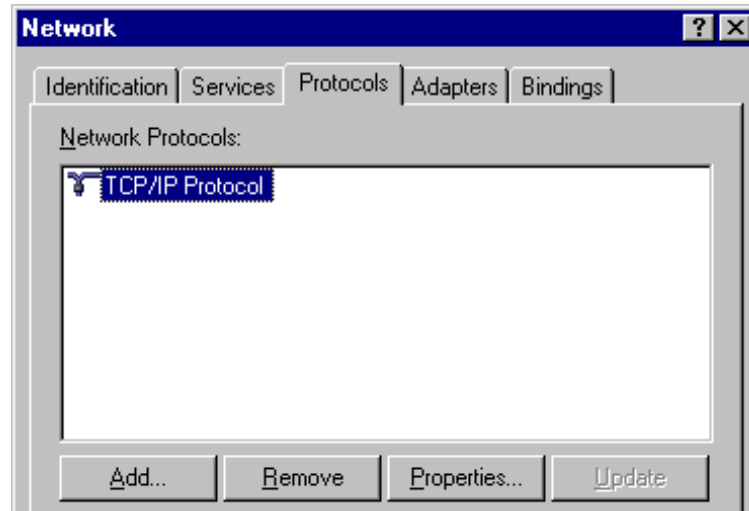 Network
Identification Services Protocols Adapters Bindings
Network Protocols:
TCP/IP Protocol
Add... Remove Properties... Update